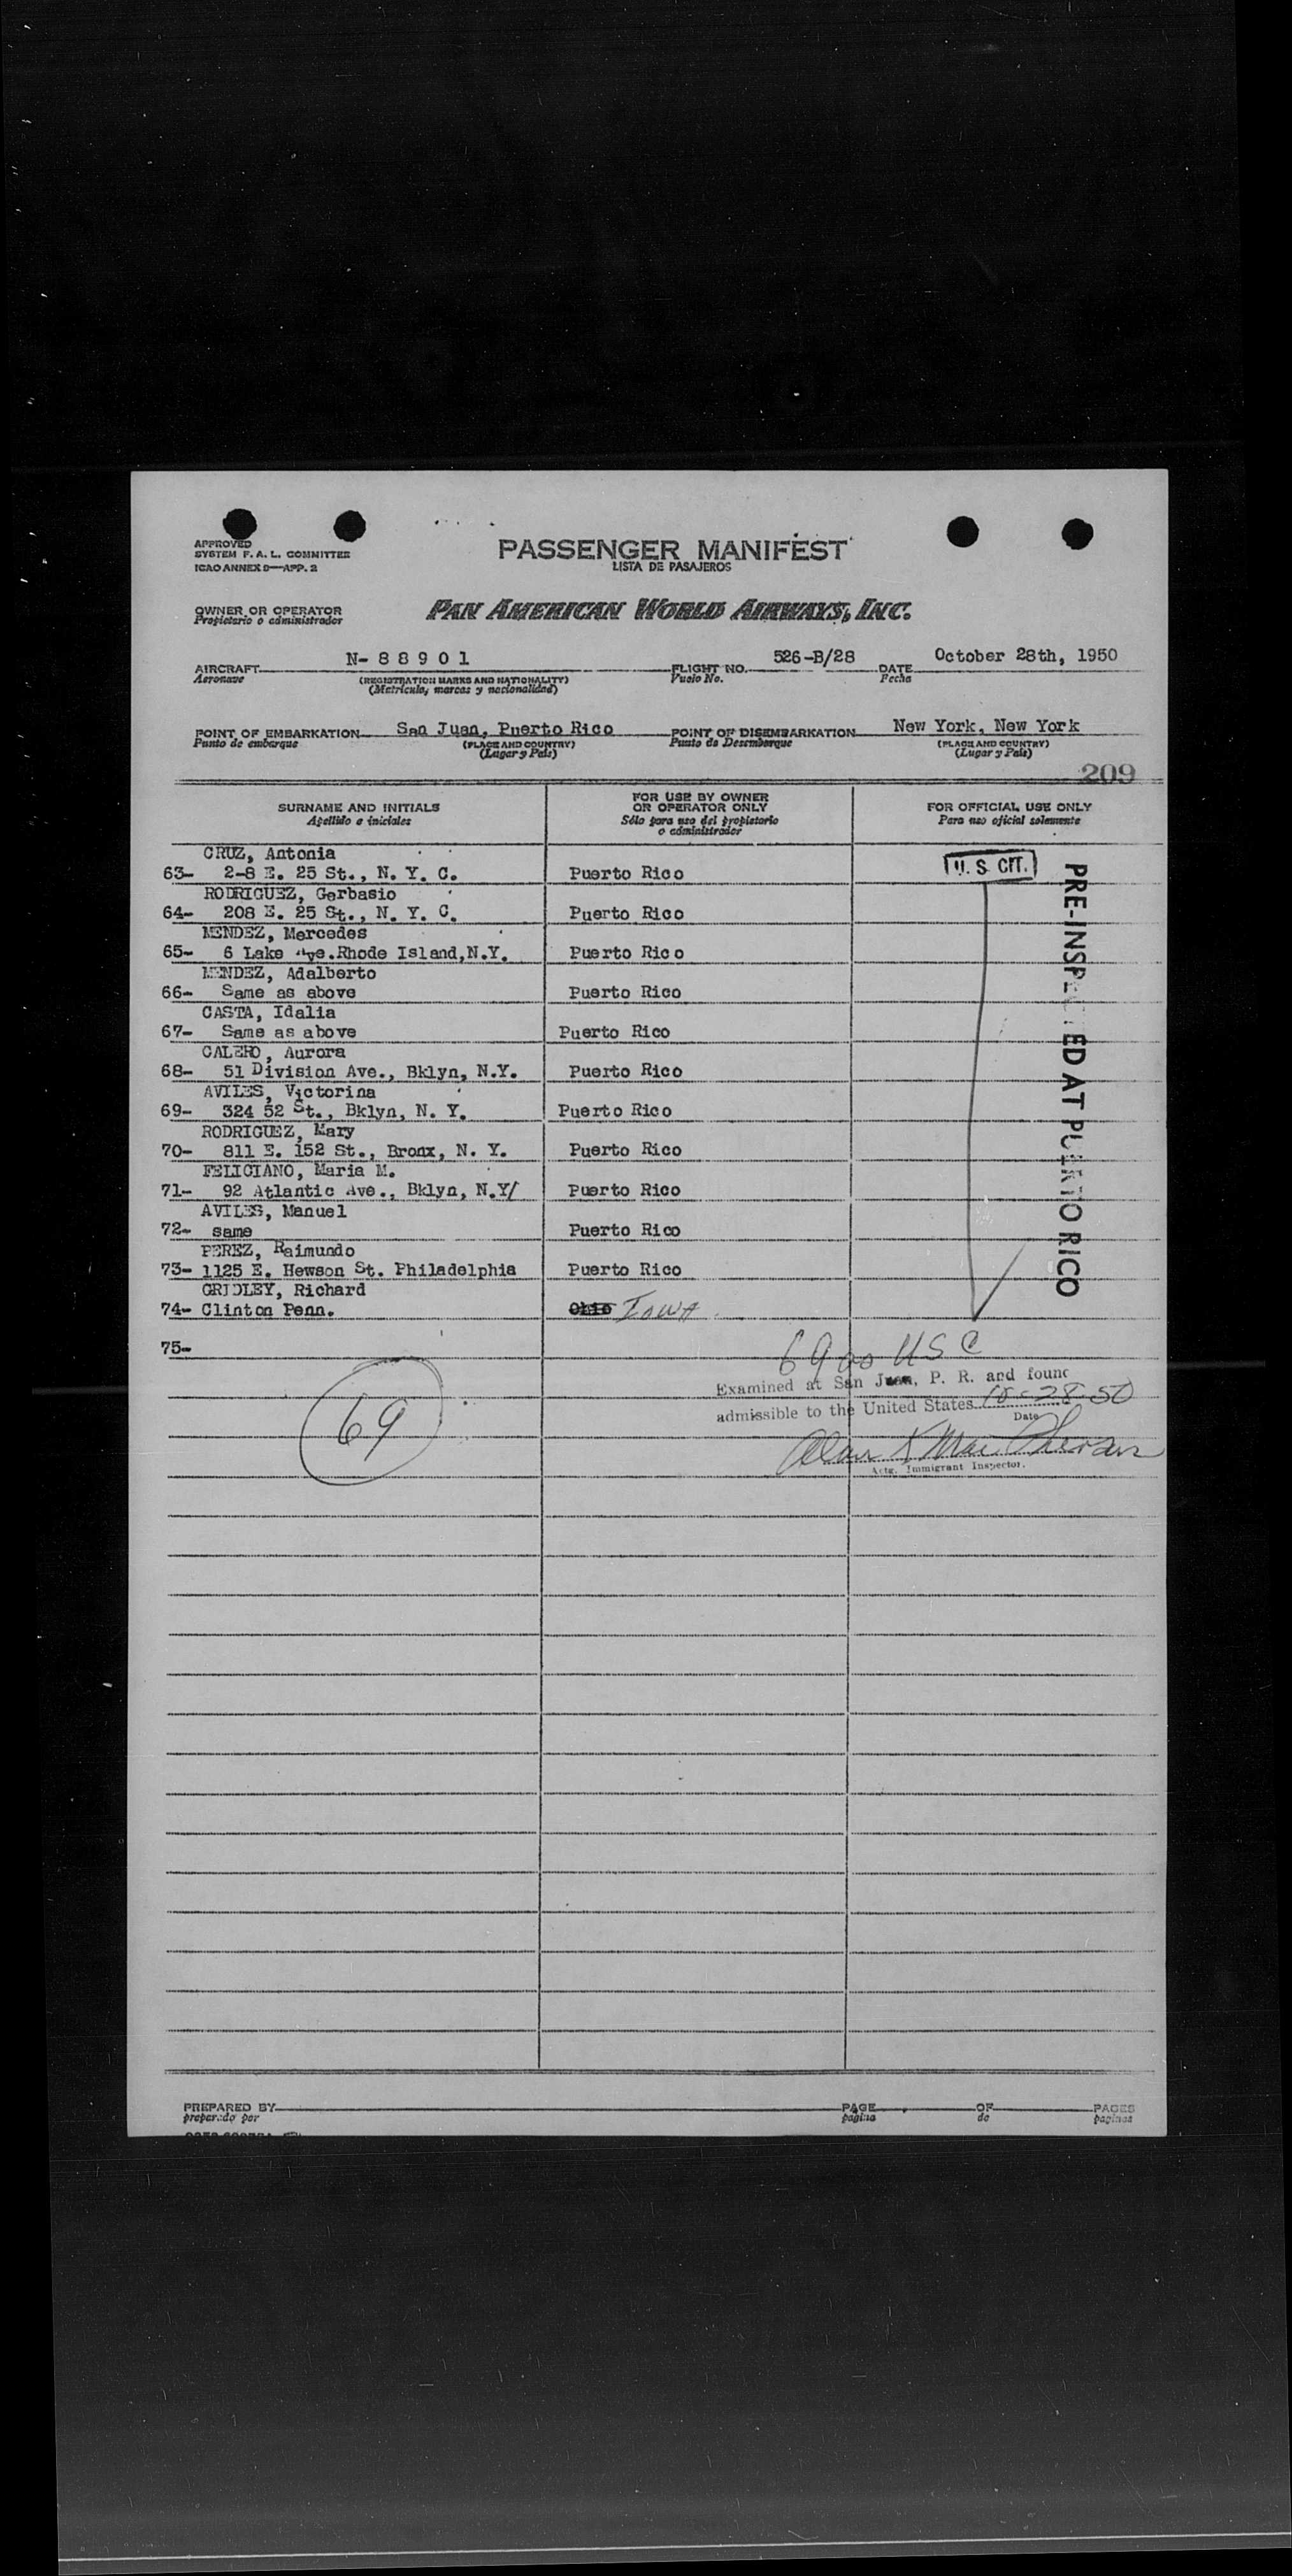 APPROVED
SYSTEM F. A. L. COMMITTEE
ICAO ANNEX 9—APP. 2
PASSENGER MANIFEST
LISTA DE PASAJEROS
OWNER OR OPERATOR
Propietario o administrador
PAN AMERICAN WORLD AIRWAYS, INC.
AIRCRAFT N- 8 8 9 0 1 FLIGHT NO. 526-B/28 DATE October 28th, 1950
Aeronave (REGISTRATION MARKS AND NATIONALITY) Vuelo No. Fecha
(Matricula, marcas y nacionalidad)
POINT OF EMBARKATION San Juan, Puerto Rico POINT OF DISEMBARKATION New York, New York
Punto de embarque (PLACE AND COUNTRY) Punto de Desembarque (PLACE AND COUNTRY)
(Lugar y País) (Lugar y País)
209
SURNAME AND INITIALS
Apellido e iniciales
FOR USE BY OWNER
OR OPERATOR ONLY
Sólo para uso del propietario
o administrador
FOR OFFICIAL USE ONLY
Para uso oficial solamente
CRUZ, Antonia
63- 2-8 E. 25 St., N. Y. C. Puerto Rico
U. S. CIT.
RODRIGUEZ, Gerbasio
64- 208 E. 25 St., N. Y. C. Puerto Rico
MENDEZ, Mercedes
65- 6 Lake Ave. Rhode Island, N.Y. Puerto Rico
MENDEZ, Adalberto
66- Same as above Puerto Rico
CASTA, Idalia
67- Same as above Puerto Rico
CALERO, Aurora
68- 51 Division Ave., Bklyn, N.Y. Puerto Rico
AVILES, Victorina
69- 324 52 St., Bklyn, N. Y. Puerto Rico
RODRIGUEZ, Mary
70- 811 E. 152 St., Bronx, N. Y. Puerto Rico
FELICIANO, Maria M.
71- 92 Atlantic Ave., Bklyn, N.Y/ Puerto Rico
AVILES, Manuel
72- same Puerto Rico
PEREZ, Raimundo
73- 1125 E. Hewson St. Philadelphia Puerto Rico
GRIDLEY, Richard
74- Clinton Penn. Ohio IOWA
75-
PRE-INSPECTED AT PUERTO RICO
69 USC
Examined at San Juan, P. R. and found
admissible to the United States 10-28-50
Date
Actg. Immigrant Inspector.
69
PREPARED BY PAGE OF PAGES
preparado por pagina de paginas